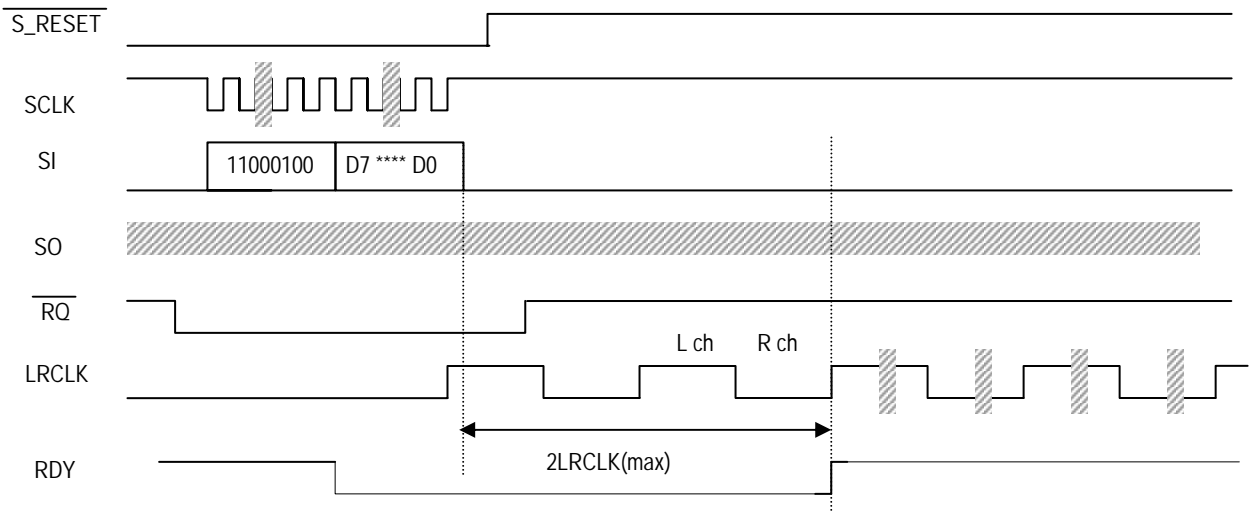 S_RESET
SCLK
SI
11000100
D7 **** D0
SO
RQ
L ch
R ch
LRCLK
2LRCLK(max)
RDY